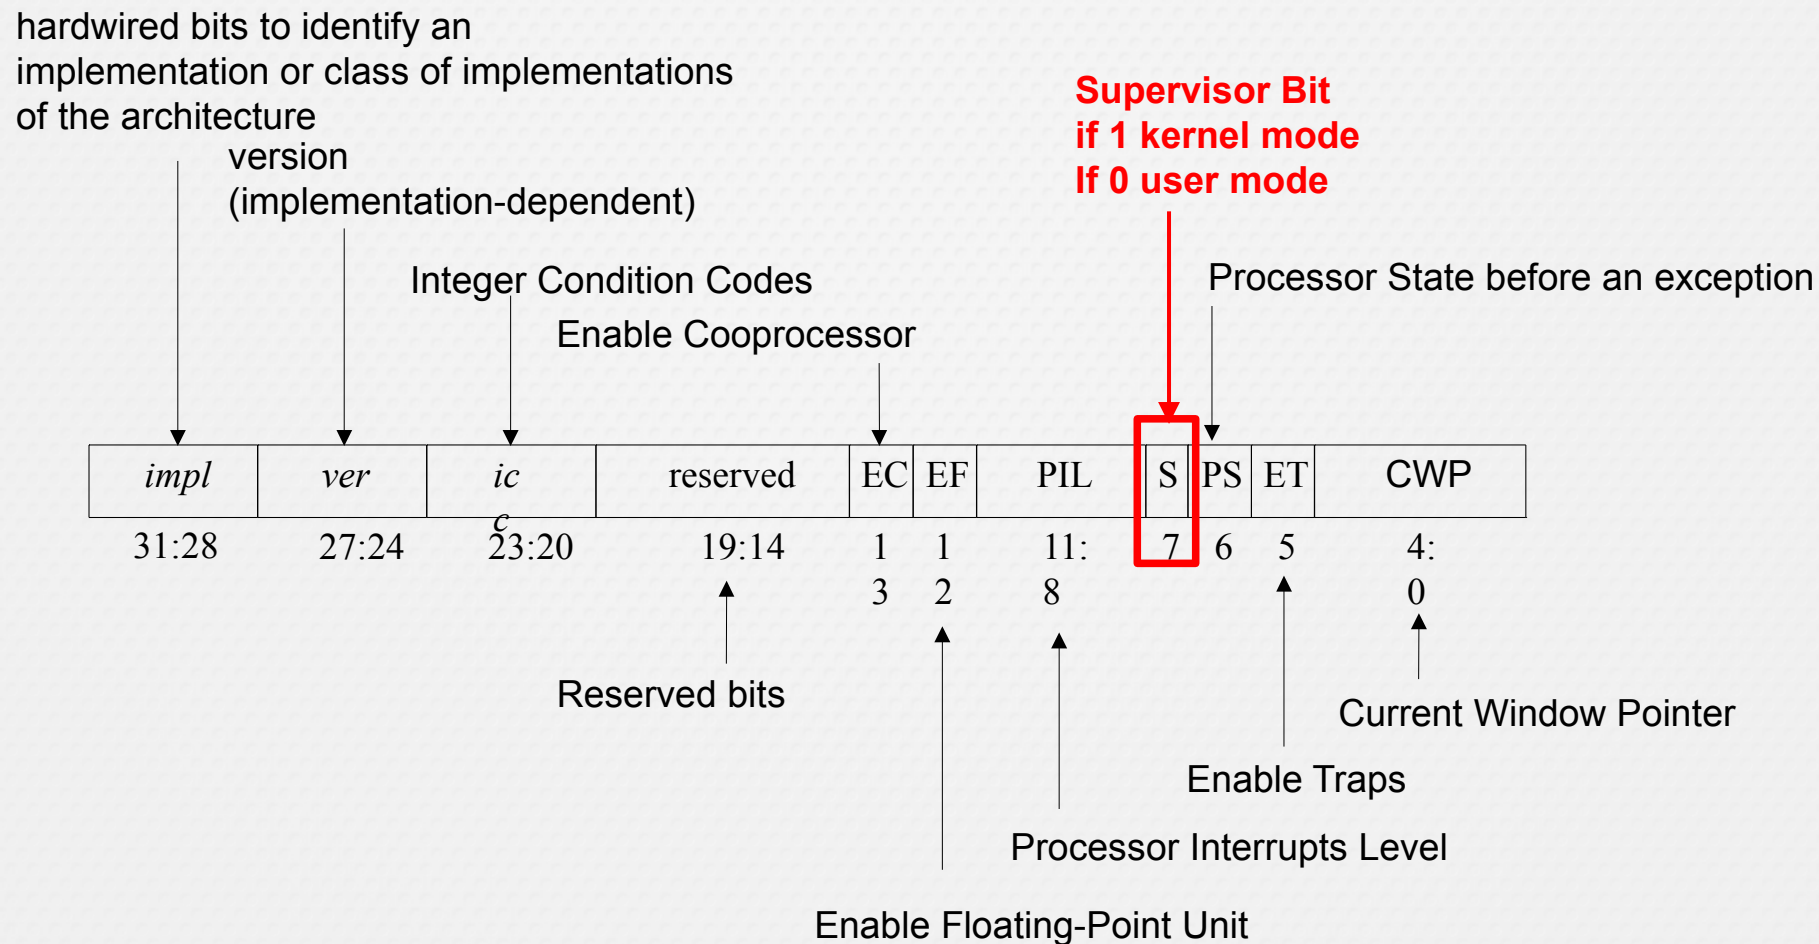 hardwired bits to identify an
implementation or class of implementations
of the architecture
version
(implementation-dependent)
Supervisor Bit
if 1 kernel mode
If 0 user mode
Integer Condition Codes
Processor State before an exception
Enable Cooprocessor
impl ver ic reserved EC EF PIL S PS ET CWP
c
31:28 27:24 23:20 19:14 1 1 11: 7 6 5 4:
3 2 8 0
Reserved bits
Current Window Pointer
Enable Traps
Processor Interrupts Level
Enable Floating-Point Unit